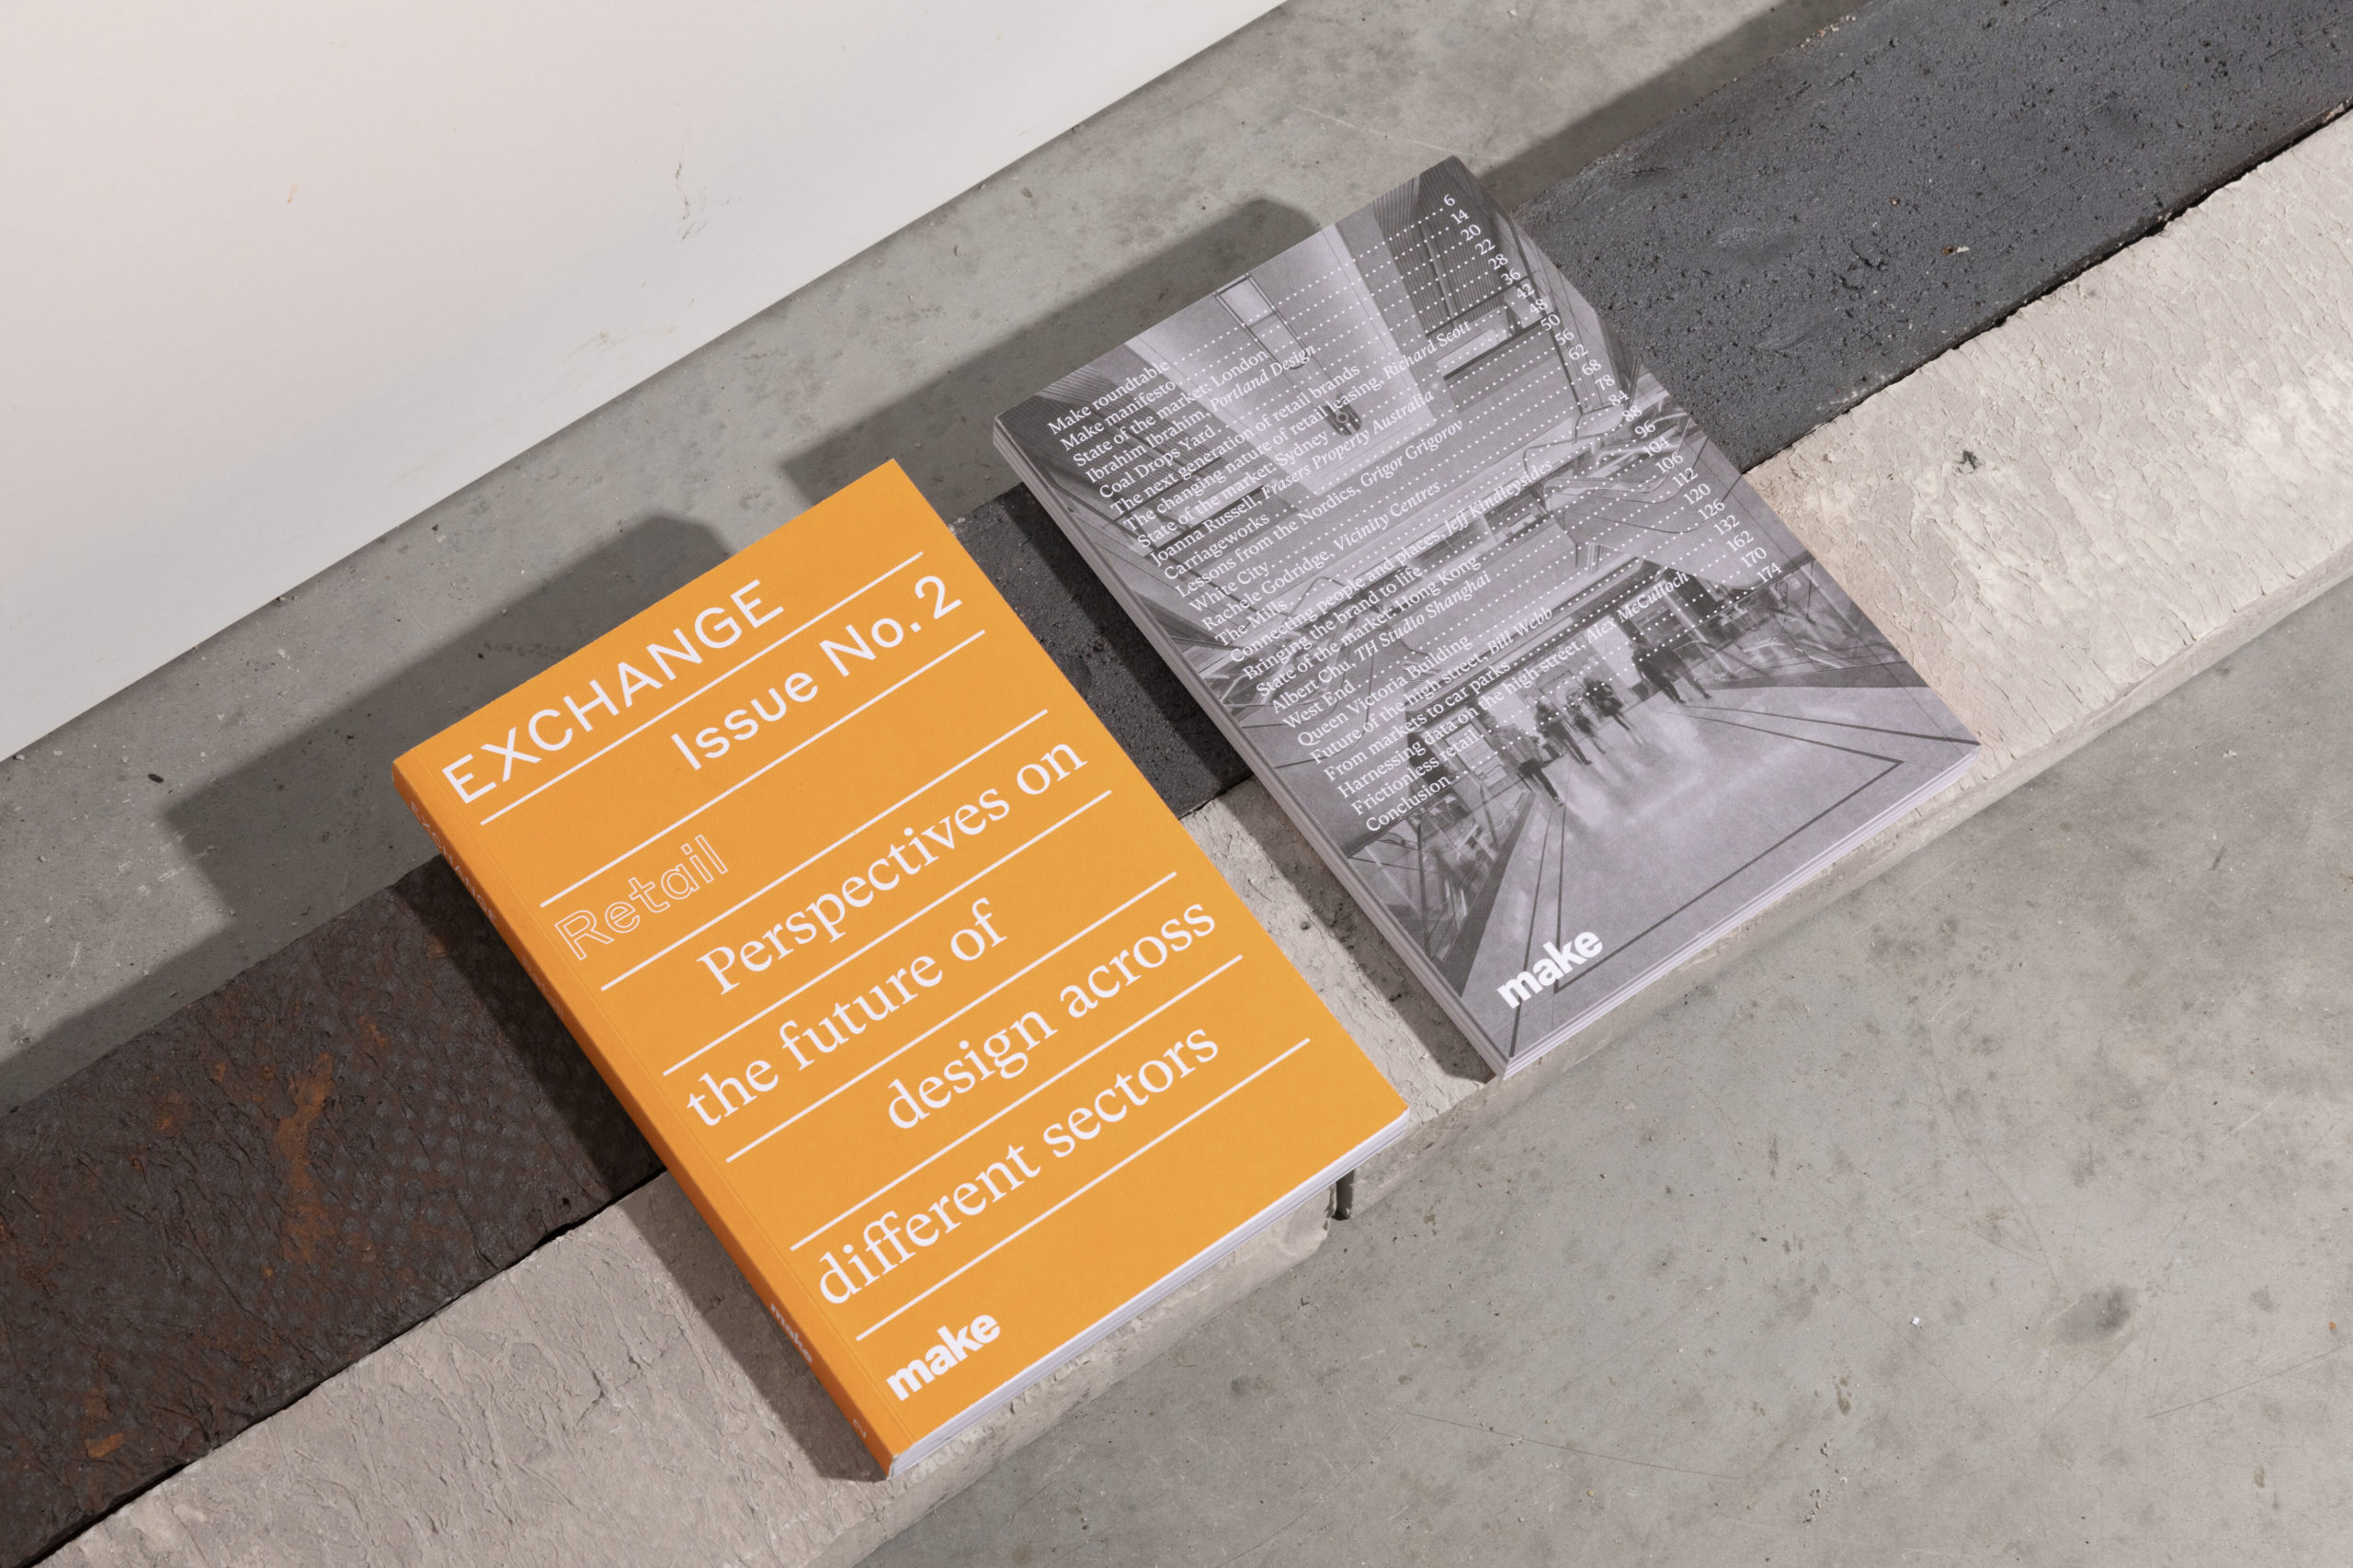 EXCHANGE
Issue No. 2
Retail
Perspectives on
the future of
design across
different sectors
make
EXCHANGE
make
2
Make roundtable 6
Make manifesto 14
State of the market: London 20
Ibrahim Ibrahim, Portland Design 22
Coal Drops Yard 28
The next generation of retail brands 36
The changing nature of retail leasing, Richard Scott 42
State of the market: Sydney 48
Joanna Russell, Frasers Property Australia 50
Carriageworks 56
Lessons from the Nordics, Grigor Grigorov 62
White City 68
Rachele Godridge, Vicinity Centres 78
The Mills 84
Connecting people and places, Jeff Kindleysides 88
Bringing the brand to life 96
State of the market: Hong Kong 104
Albert Chu, TH Studio Shanghai 106
West End 112
Queen Victoria Building 120
Future of the high street, Bill Webb 126
From markets to car parks 132
Harnessing data on the high street, Alex McCulloch 162
Frictionless retail 170
Conclusion 174
make